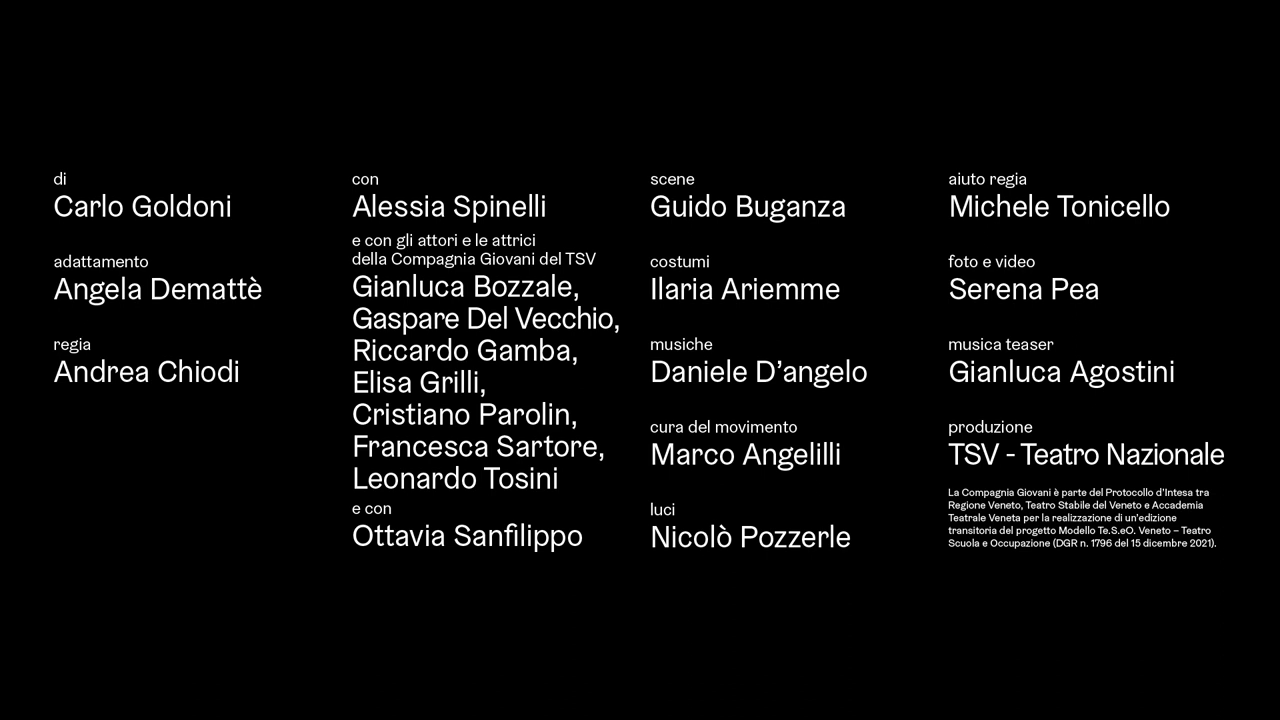 di
Carlo Goldoni
adattamento
Angela Demattè
regia
Andrea Chiodi
con
Alessia Spinelli
e con gli attori e le attrici
della Compagnia Giovani del TSV
Gianluca Bozzale,
Gaspare Del Vecchio,
Riccardo Gamba,
Elisa Grilli,
Cristiano Parolin,
Francesca Sartore,
Leonardo Tosini
e con
Ottavia Sanfilippo
scene
Guido Buganza
costumi
Ilaria Ariemme
musiche
Daniele D’angelo
cura del movimento
Marco Angelilli
luci
Nicolò Pozzerle
aiuto regia
Michele Tonicello
foto e video
Serena Pea
musica teaser
Gianluca Agostini
produzione
TSV - Teatro Nazionale
La Compagnia Giovani è parte del Protocollo d’Intesa tra
Regione Veneto, Teatro Stabile del Veneto e Accademia
Teatrale Veneta per la realizzazione di un’edizione
transitoria del progetto Modello Te.S.eO. Veneto – Teatro
Scuola e Occupazione (DGR n. 1796 del 15 dicembre 2021).